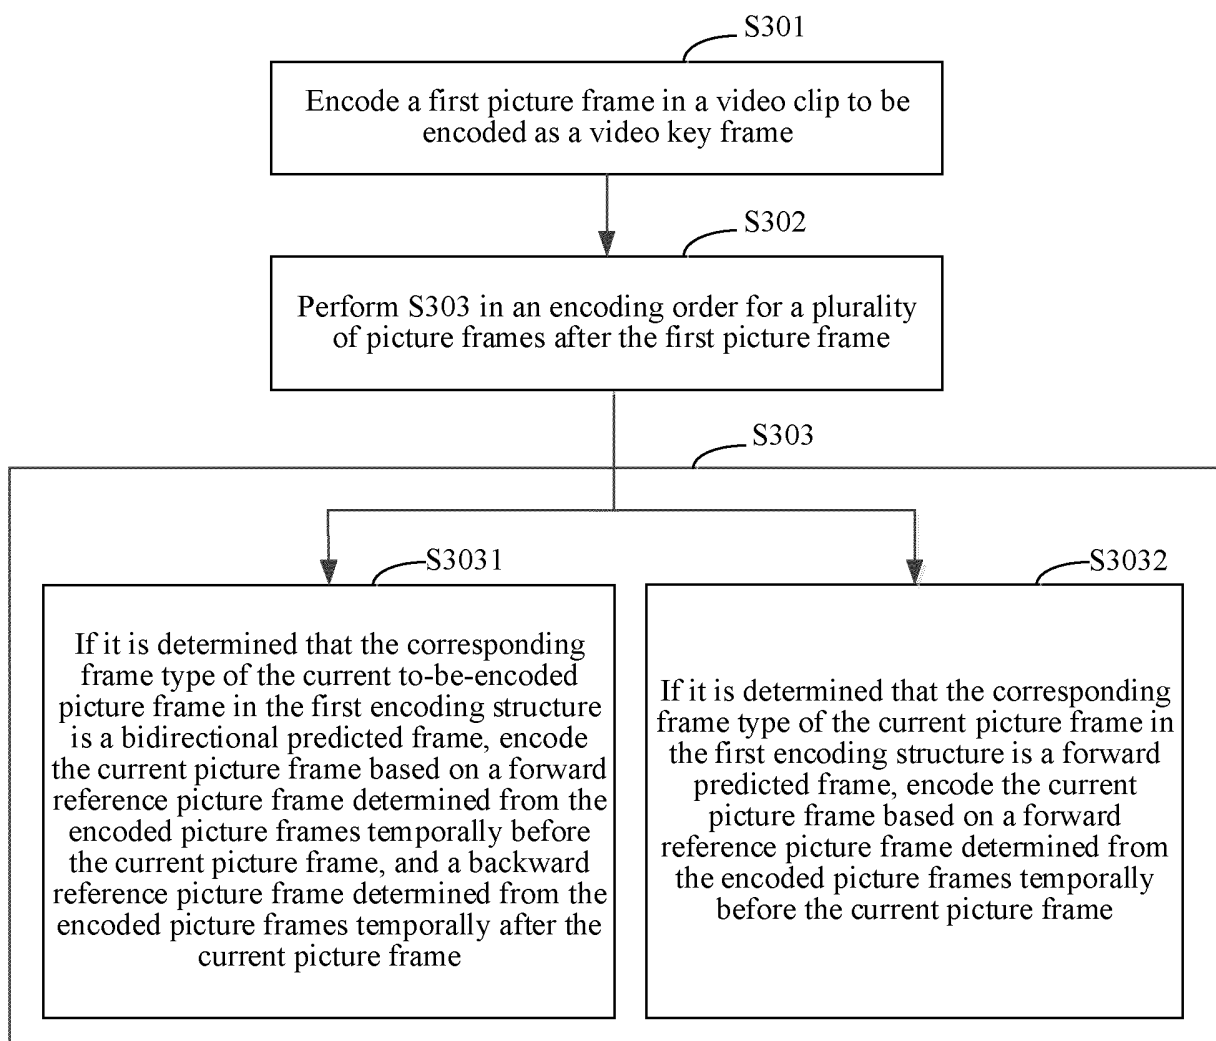 S301
Encode a first picture frame in a video clip to be
encoded as a video key frame
S302
Perform S303 in an encoding order for a plurality
of picture frames after the first picture frame
S303
S3031
If it is determined that the corresponding
frame type of the current to-be-encoded
picture frame in the first encoding structure
is a bidirectional predicted frame, encode
the current picture frame based on a forward
reference picture frame determined from the
encoded picture frames temporally before
the current picture frame, and a backward
reference picture frame determined from the
encoded picture frames temporally after the
current picture frame
S3032
If it is determined that the corresponding
frame type of the current picture frame in
the first encoding structure is a forward
predicted frame, encode the current
picture frame based on a forward
reference picture frame determined from
the encoded picture frames temporally
before the current picture frame